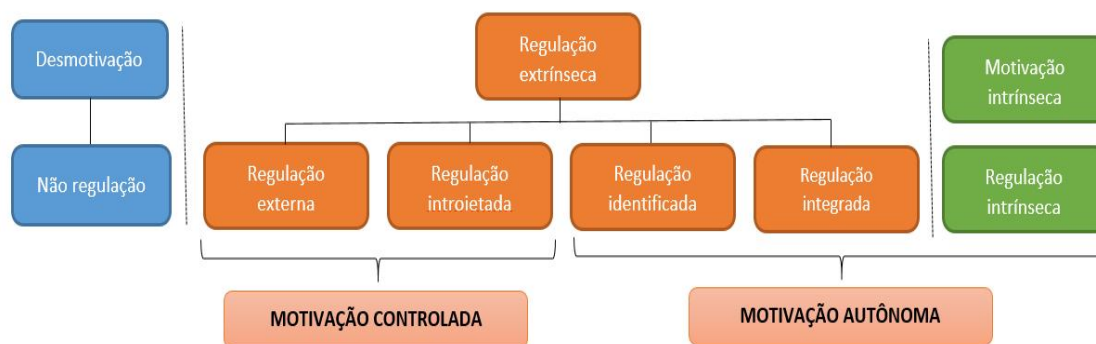 Desmotivação
Não regulação
Regulação
extrínseca
Regulação
externa
Regulação
introietada
Regulação
identificada
Regulação
integrada
Motivação
intrínseca
Regulação
intrínseca
MOTIVAÇÃO CONTROLADA
MOTIVAÇÃO AUTÔNOMA